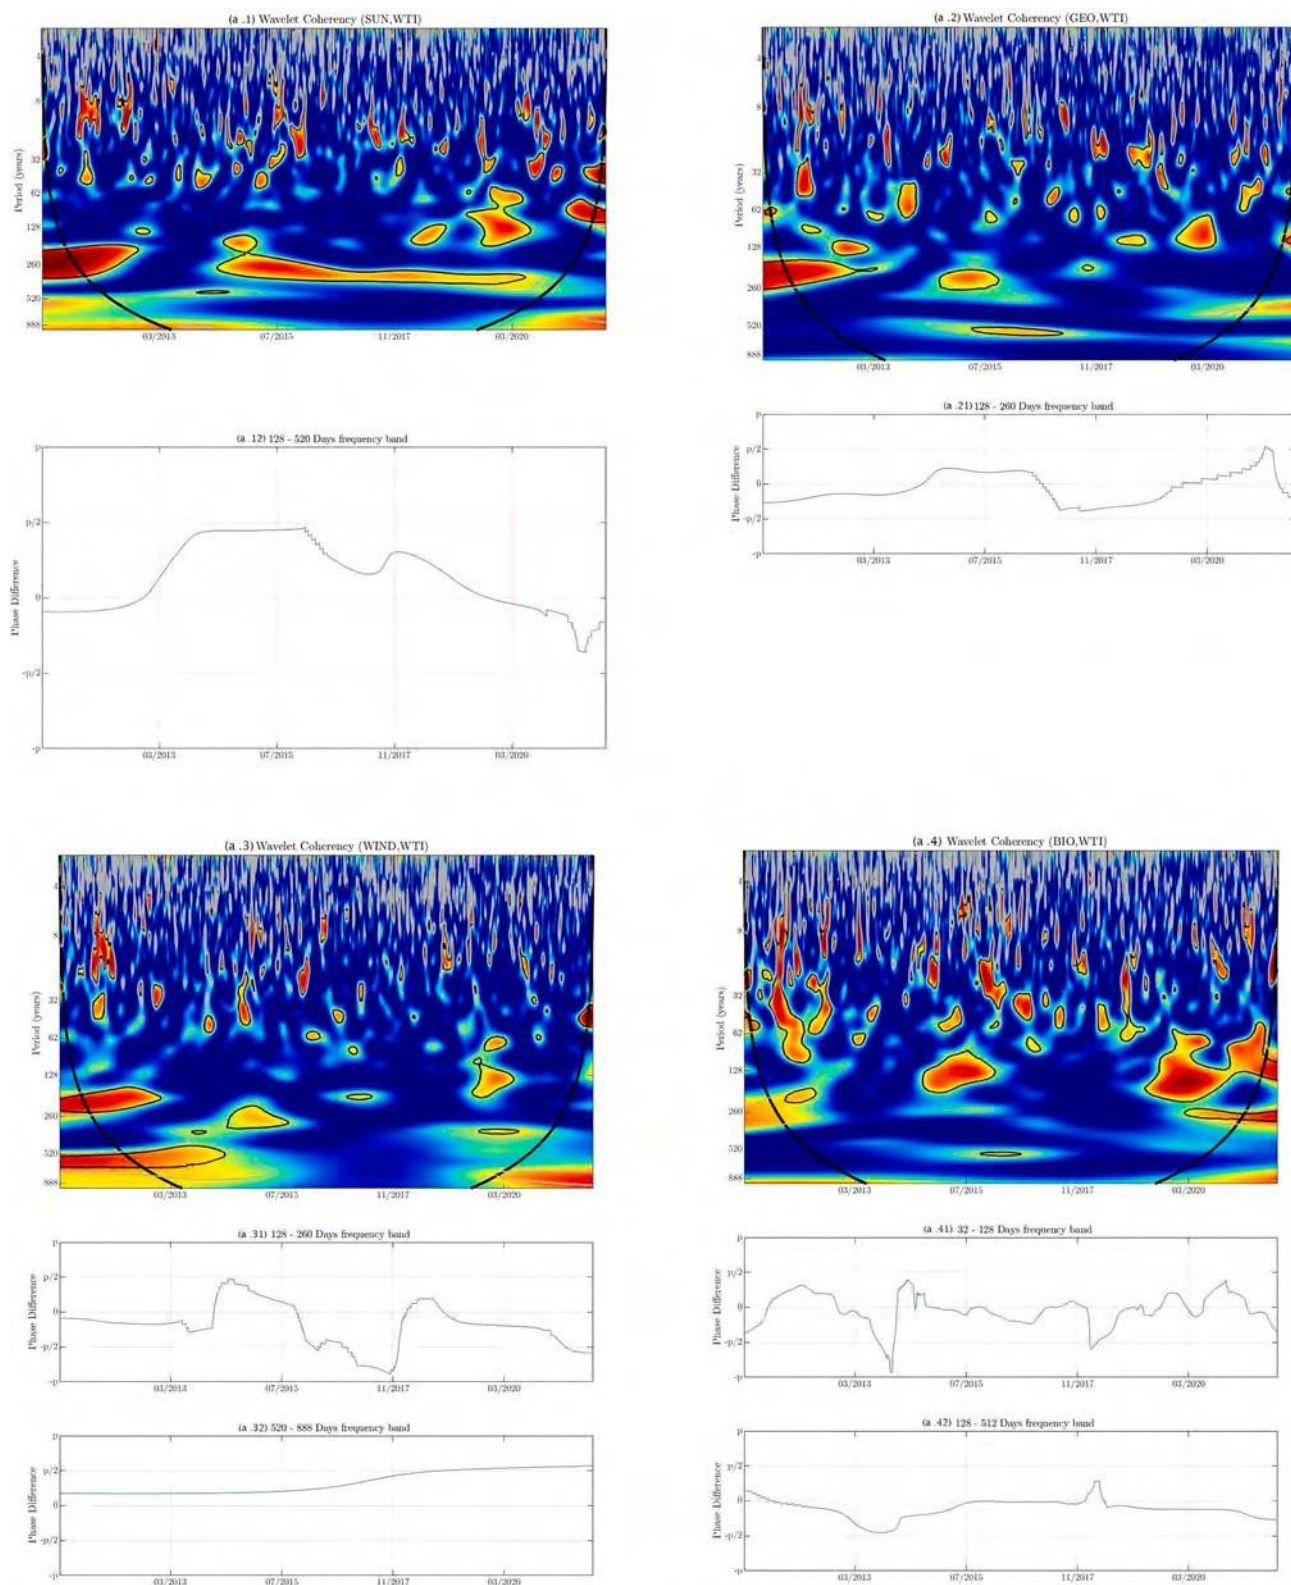 (a .1) Wavelet Coherency (SUN,WTI)
Period (years)
4
8
32
62
128
260
520
888
03/2013 07/2015 11/2017 03/2020
(a .2) Wavelet Coherency (GEO,WTI)
Period (years)
4
8
32
62
128
260
520
888
03/2013 07/2015 11/2017 03/2020
(a .12) 128 - 520 Days frequency band
Phase Difference
p
p/2
0
-p/2
-p
03/2013 07/2015 11/2017 03/2020
(a .21) 128 - 260 Days frequency band
Phase Difference
p
p/2
0
-p/2
-p
03/2013 07/2015 11/2017 03/2020
(a .3) Wavelet Coherency (WIND,WTI)
Period (years)
4
8
32
62
128
260
520
888
03/2013 07/2015 11/2017 03/2020
(a .4) Wavelet Coherency (BIO,WTI)
Period (years)
4
8
32
62
128
260
520
888
03/2013 07/2015 11/2017 03/2020
(a .31) 128 - 260 Days frequency band
Phase Difference
p
p/2
0
-p/2
-p
03/2013 07/2015 11/2017 03/2020
(a .41) 32 - 128 Days frequency band
Phase Difference
p
p/2
0
-p/2
-p
03/2013 07/2015 11/2017 03/2020
(a .32) 520 - 888 Days frequency band
Phase Difference
p
p/2
0
-p/2
-p
03/2013 07/2015 11/2017 03/2020
(a .42) 128 - 512 Days frequency band
Phase Difference
p
p/2
0
-p/2
-p
03/2013 07/2015 11/2017 03/2020